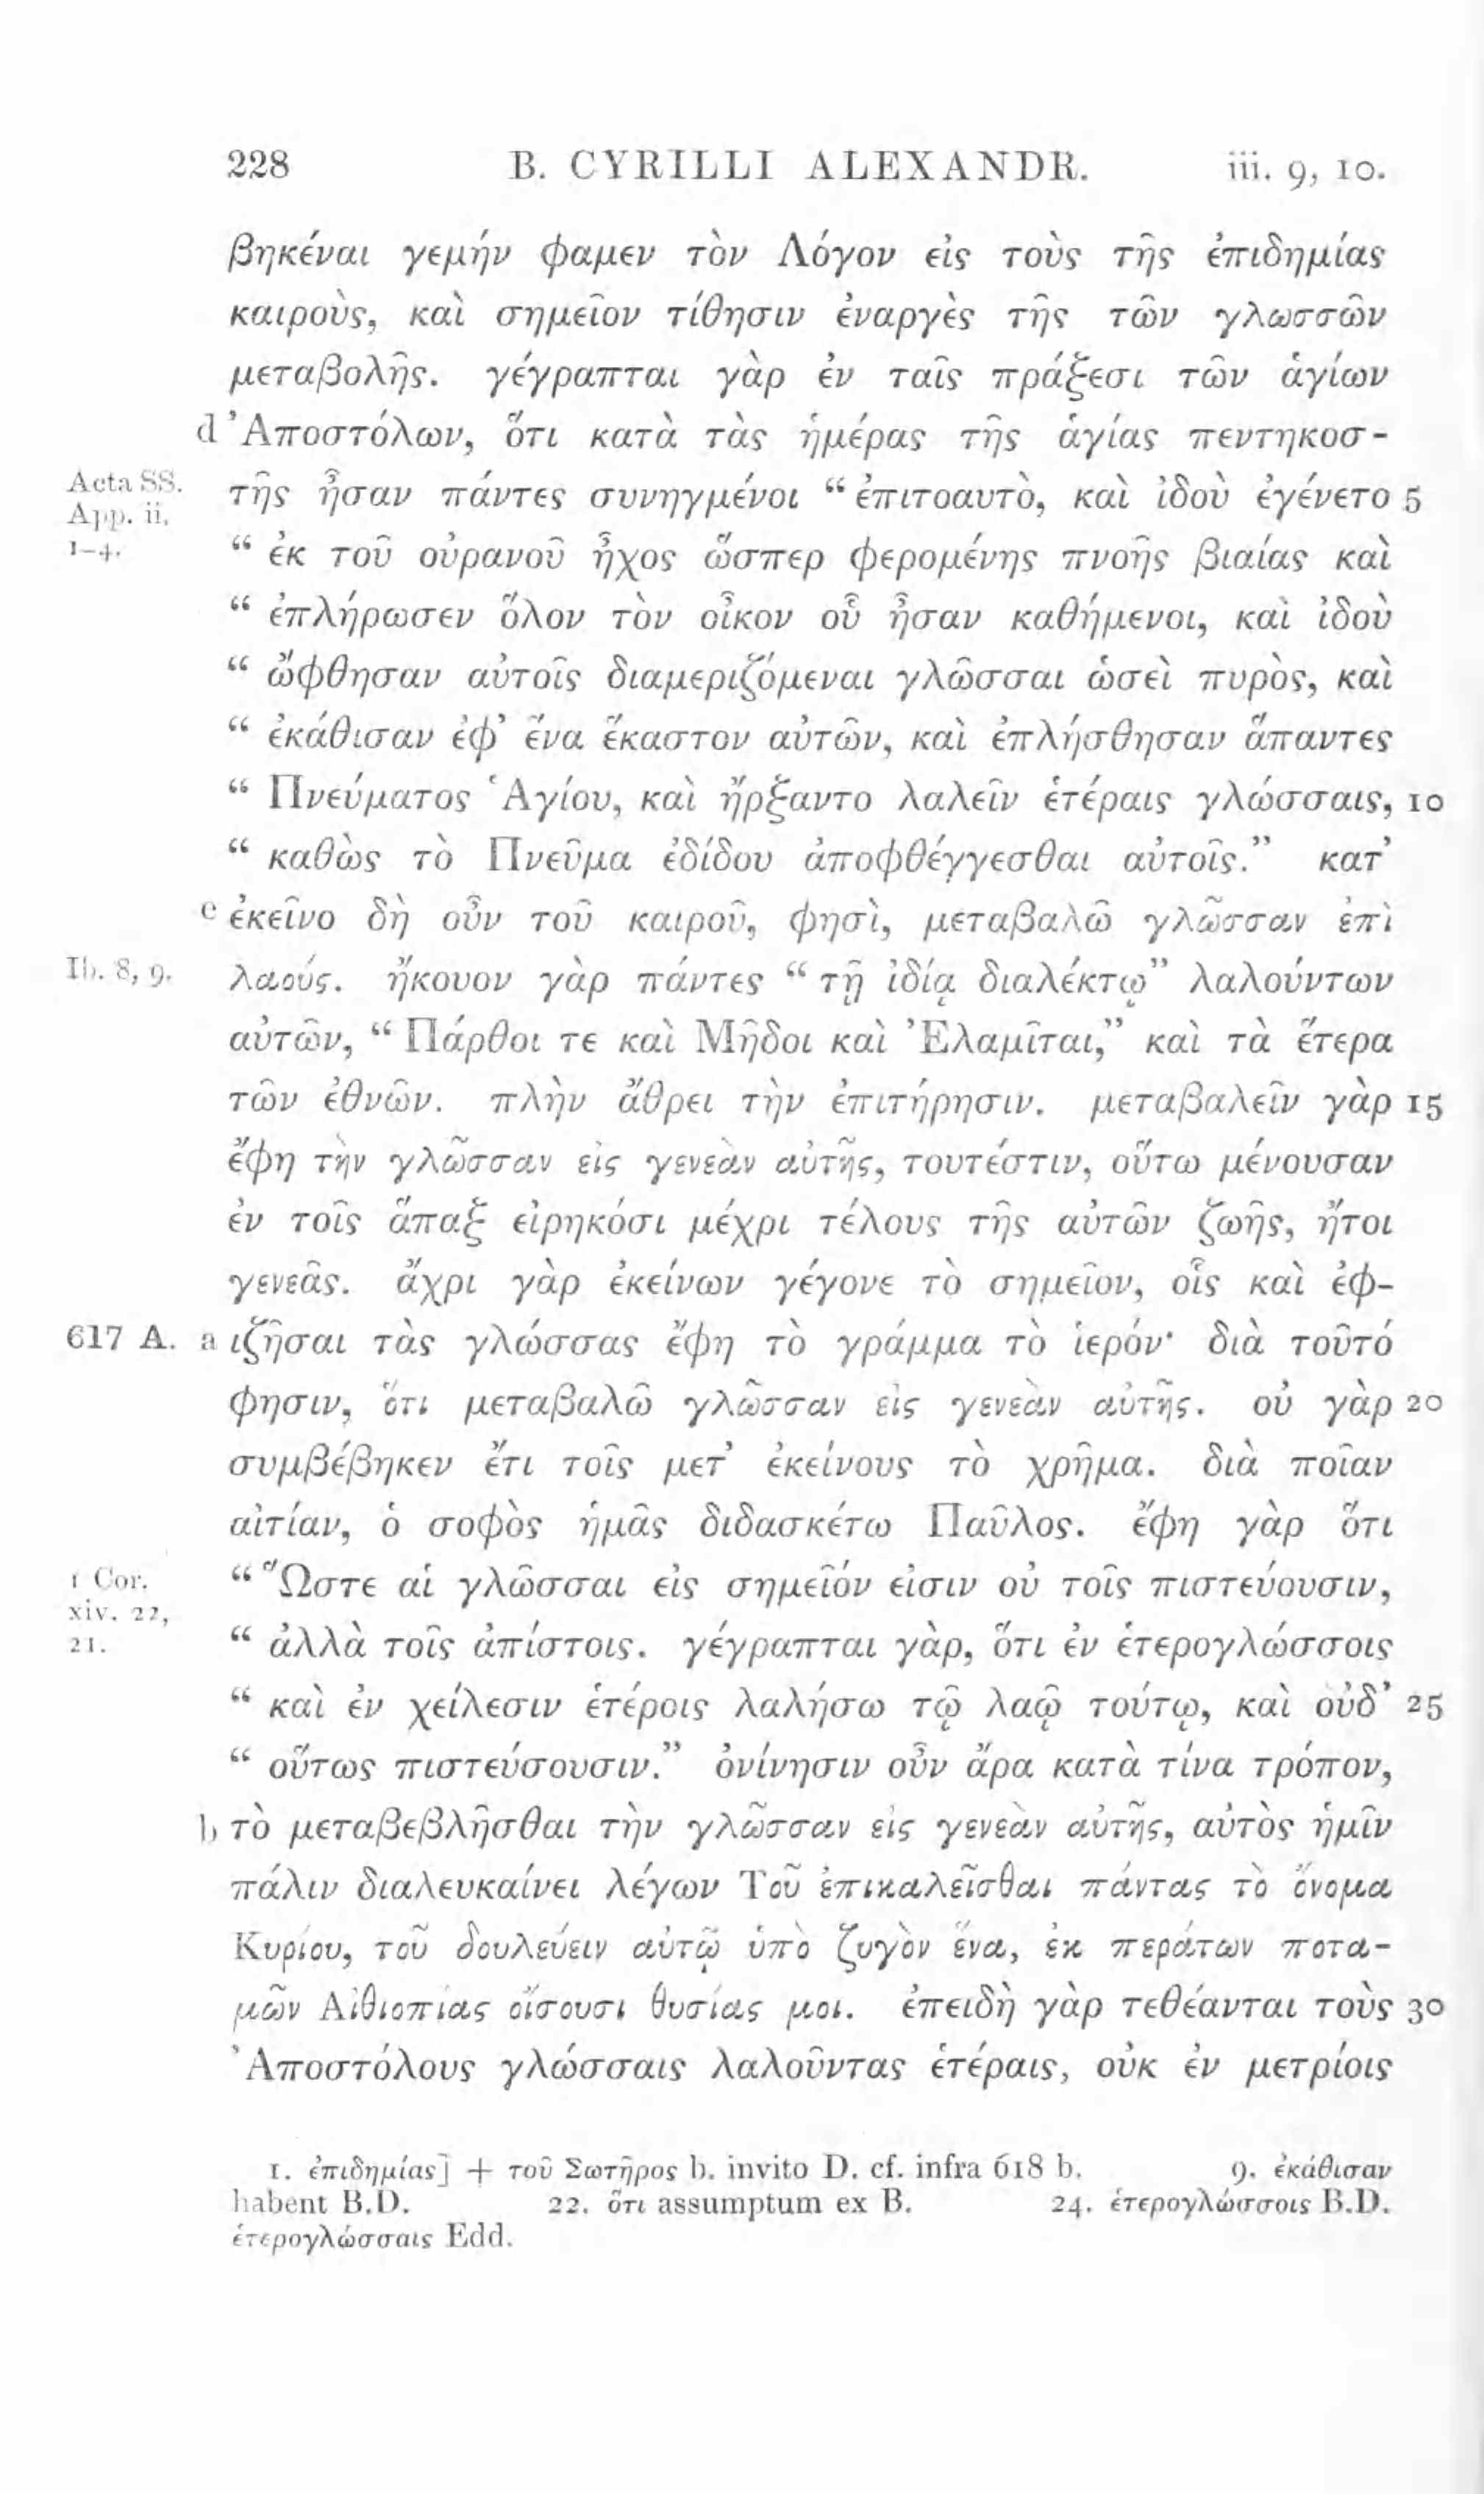 228 B. CYRILLI ALEXANDR. iii. 9, 10.
βηκέναι γεμήν φαμεν τὸν Λόγον εἰς τοὺς τῆς ἐπιδημίας
καιροὺς, καὶ σημεῖον τίθησιν ἐναργὲς τῆς τῶν γλωσσῶν
μεταβολῆς. γέγραπται γὰρ ἐν ταῖς πράξεσι τῶν ἁγίων
d Ἀποστόλων, ὅτι κατὰ τὰς ἡμέρας τῆς ἁγίας πεντηκοσ-
Acta SS. τῆς ἦσαν πάντες συνηγμένοι “ ἐπιτοαυτὸ, καὶ ἰδοὺ ἐγένετο 5
App. ii.
1-4. “ ἐκ τοῦ οὐρανοῦ ἦχος ὥσπερ φερομένης πνοῆς βιαίας καὶ
“ ἐπλήρωσεν ὅλον τὸν οἶκον οὗ ἦσαν καθήμενοι, καὶ ἰδοὺ
“ ὤφθησαν αὐτοῖς διαμεριζόμεναι γλῶσσαι ὡσεὶ πυρὸς, καὶ
“ ἐκάθισαν ἐφ’ ἕνα ἕκαστον αὐτῶν, καὶ ἐπλήσθησαν ἅπαντες
“ Πνεύματος Ἁγίου, καὶ ἤρξαντο λαλεῖν ἑτέραις γλώσσαις, 10
“ καθὼς τὸ Πνεῦμα ἐδίδου ἀποφθέγγεσθαι αὐτοῖς.” κατ’
e ἐκεῖνο δὴ οὖν τοῦ καιροῦ, φησὶ, μεταβαλῶ γλῶσσαν ἐπὶ
Ib. 8, 9. λαούς. ἤκουον γὰρ πάντες “ τῇ ἰδίᾳ διαλέκτῳ” λαλούντων
αὐτῶν, “ Πάρθοι τε καὶ Μῆδοι καὶ Ἐλαμῖται,” καὶ τὰ ἕτερα
τῶν ἐθνῶν. πλὴν ἄθρει τὴν ἐπιτήρησιν. μεταβαλεῖν γὰρ 15
ἔφη τὴν γλῶσσαν εἰς γενεὰν αὐτῆς, τουτέστιν, οὕτω μένουσαν
ἐν τοῖς ἅπαξ εἰρηκόσι μέχρι τέλους τῆς αὐτῶν ζωῆς, ἤτοι
γενεᾶς. ἄχρι γὰρ ἐκείνων γέγονε τὸ σημεῖον, οἷς καὶ ἐφ-
617 A. a ιζῆσαι τὰς γλώσσας ἔφη τὸ γράμμα τὸ ἱερόν· διὰ τοῦτό
φησιν, ὅτι μεταβαλῶ γλῶσσαν εἰς γενεὰν αὐτῆς. οὐ γὰρ 20
συμβέβηκεν ἔτι τοῖς μετ’ ἐκείνους τὸ χρῆμα. διὰ ποῖαν
αἰτίαν, ὁ σοφὸς ἡμᾶς διδασκέτω Παῦλος. ἔφη γὰρ ὅτι
1 Cor. “ Ὥστε αἱ γλῶσσαι εἰς σημεῖόν εἰσιν οὐ τοῖς πιστεύουσιν,
xiv. 22,
21. “ ἀλλὰ τοῖς ἀπίστοις. γέγραπται γὰρ, ὅτι ἐν ἑτερογλώσσοις
“ καὶ ἐν χείλεσιν ἑτέροις λαλήσω τῷ λαῷ τούτῳ, καὶ οὐδ’ 25
“ οὕτως πιστεύσουσιν.” ὀνίνησιν οὖν ἄρα κατὰ τίνα τρόπον,
b τὸ μεταβεβλῆσθαι τὴν γλῶσσαν εἰς γενεὰν αὐτῆς, αὐτὸς ἡμῖν
πάλιν διαλευκαίνει λέγων Τοῦ ἐπικαλεῖσθαι πάντας τὸ ὄνομα
Κυρίου, τοῦ δουλεύειν αὐτῷ ὑπὸ ζυγὸν ἕνα, ἐκ περάτων ποτα-
μῶν Αἰθιοπίας οἴσουσι θυσίας μοι. ἐπειδὴ γὰρ τεθέανται τοὺς 30
Ἀποστόλους γλώσσαις λαλοῦντας ἑτέραις, οὐκ ἐν μετρίοις
1. ἐπιδημίας] + τοῦ Σωτῆρος b. invito D. cf. infra 618 b. 9. ἐκάθισαν
habent B.D. 22. ὅτι assumptum ex B. 24. ἑτερογλώσσοις B.D.
ἑτερογλώσσαις Edd.